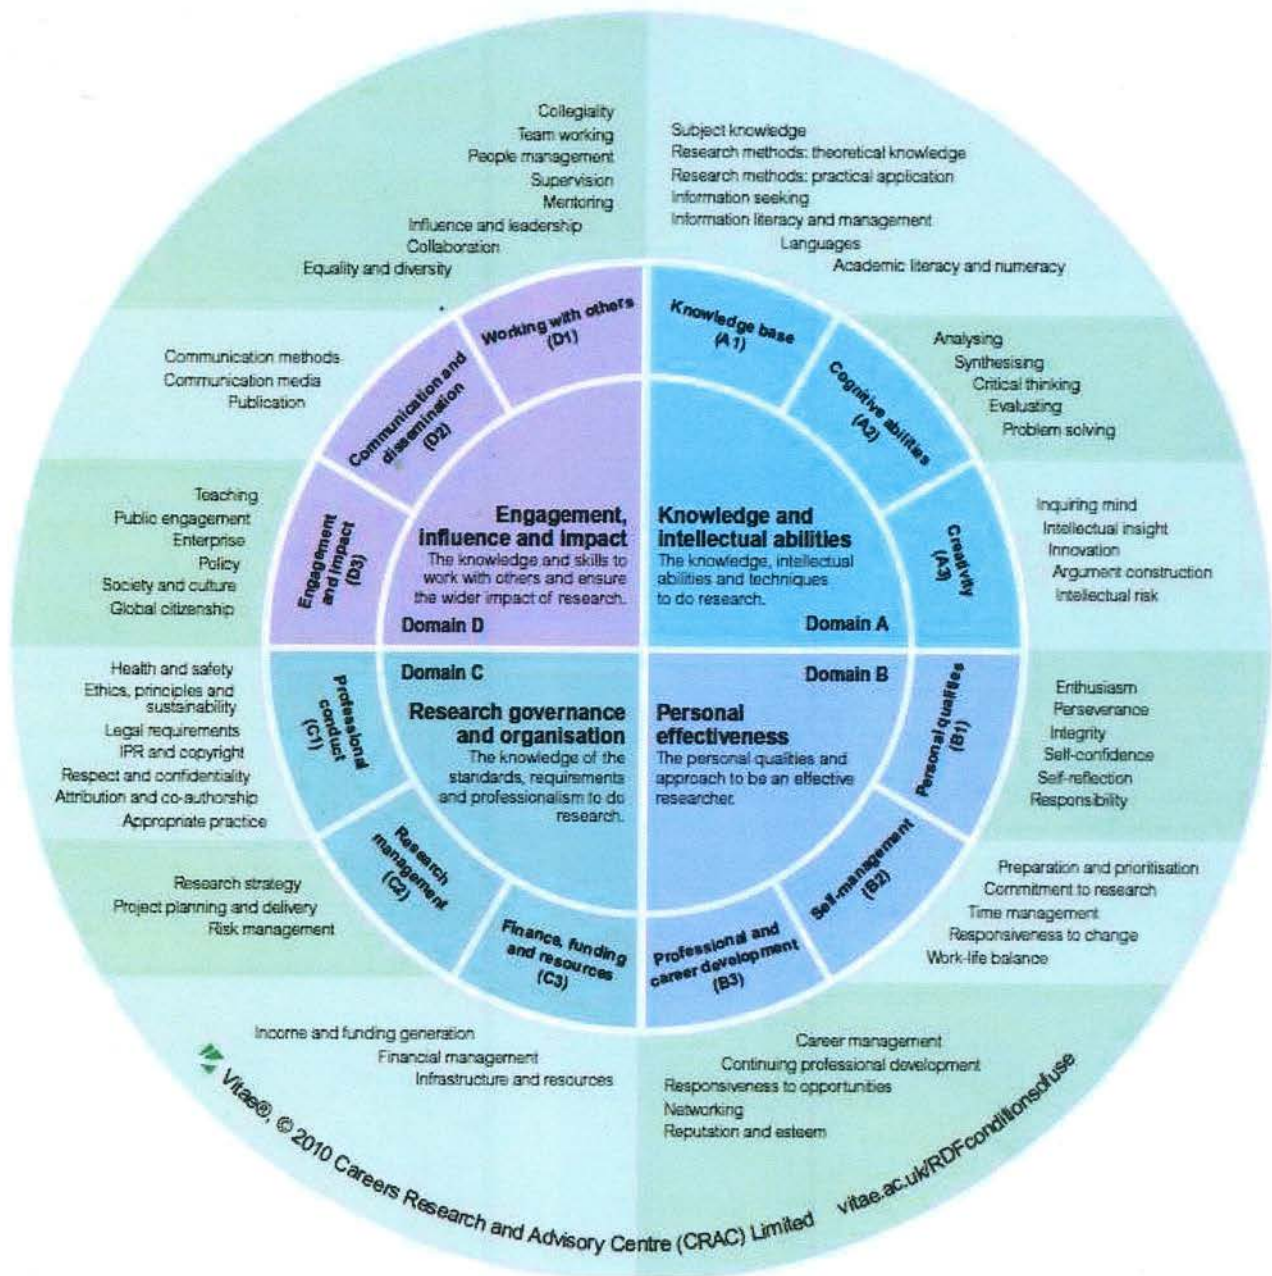 Collegiality
Team working
People management
Supervision
Mentoring
Influence and leadership
Collaboration
Equality and diversity
Subject knowledge
Research methods: theoretical knowledge
Research methods: practical application
Information seeking
Information literacy and management
Languages
Academic literacy and numeracy
Working with others
(D1)
Knowledge base
(A1)
Communication methods
Communication media
Publication
Communication and
dissemination
(D2)
Cognitive abilities
(A2)
Analysing
Synthesising
Critical thinking
Evaluating
Problem solving
Teaching
Public engagement
Enterprise
Policy
Society and culture
Global citizenship
Engagement
and impact
(D3)
Engagement,
influence and impact
The knowledge and skills to
work with others and ensure
the wider impact of research.
Domain D
Knowledge and
intellectual abilities
The knowledge, intellectual
abilities and techniques
to do research.
Domain A
Creativity
(A3)
Inquiring mind
Intellectual insight
Innovation
Argument construction
Intellectual risk
Health and safety
Ethics, principles and
sustainability
Legal requirements
IPR and copyright
Respect and confidentiality
Attribution and co-authorship
Appropriate practice
Professional
conduct
(C1)
Domain C
Research governance
and organisation
The knowledge of the
standards, requirements
and professionalism to do
research.
Domain B
Personal
effectiveness
The personal qualities and
approach to be an effective
researcher.
Personal qualities
(B1)
Enthusiasm
Perseverance
Integrity
Self-confidence
Self-reflection
Responsibility
Research strategy
Project planning and delivery
Risk management
Research
management
(C2)
Self-management
(B2)
Preparation and prioritisation
Commitment to research
Time management
Responsiveness to change
Work-life balance
Finance, funding
and resources
(C3)
Professional and
career development
(B3)
Income and funding generation
Financial management
Infrastructure and resources
Career management
Continuing professional development
Responsiveness to opportunities
Networking
Reputation and esteem
Vitae®, © 2010 Careers Research and Advisory Centre (CRAC) Limited
vitae.ac.uk/RDFconditionsofuse